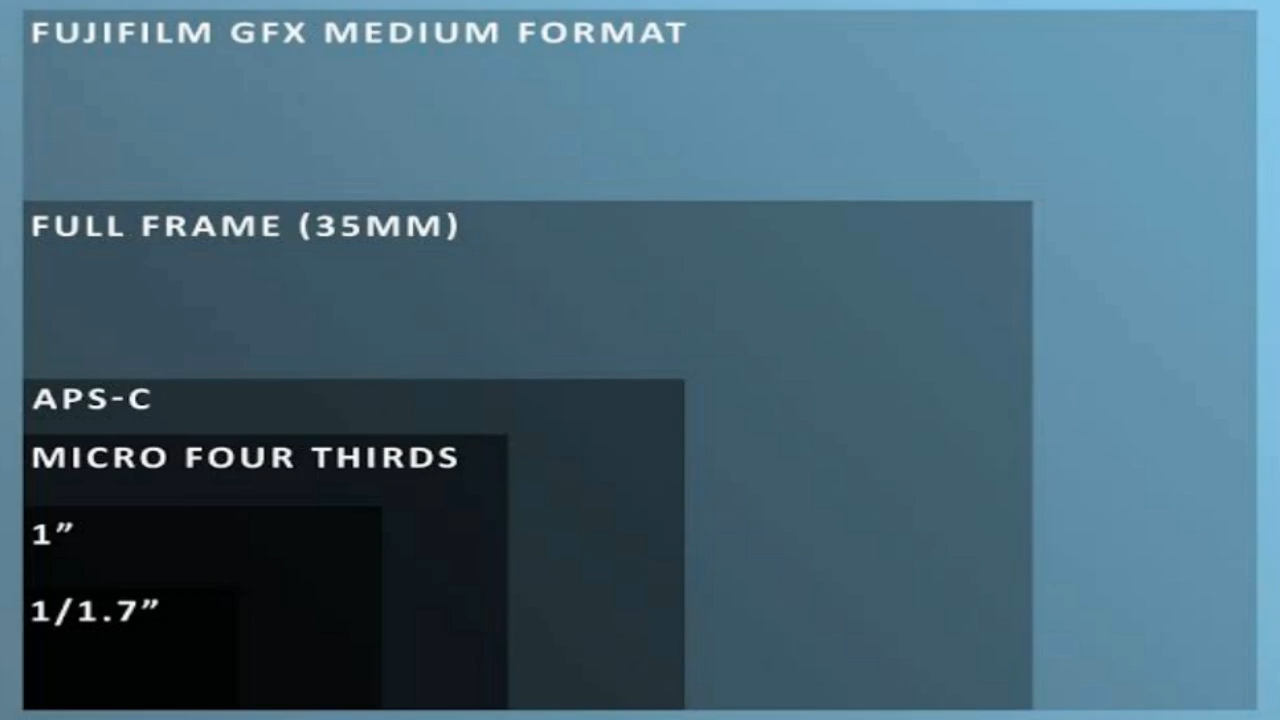 FUJIFILM GFX MEDIUM FORMAT
FULL FRAME (35MM)
APS-C
MICRO FOUR THIRDS
1”
1/1.7”